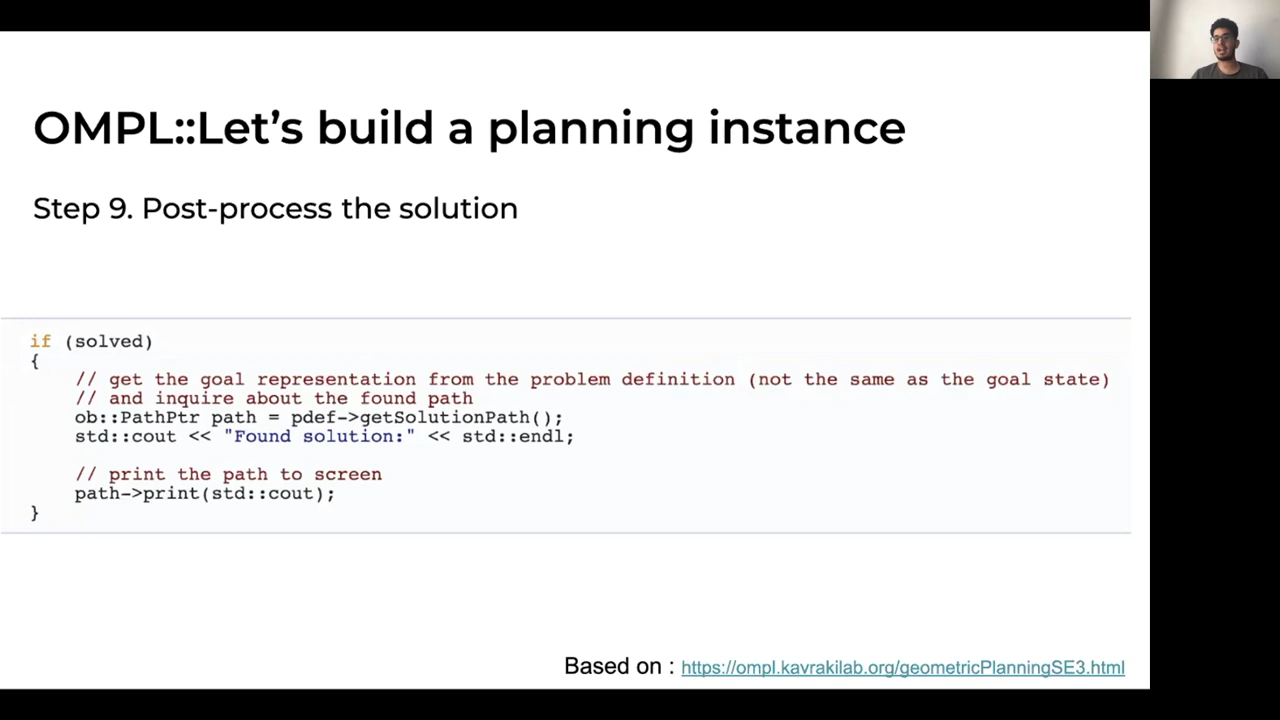 OMPL::Let’s build a planning instance
Step 9. Post-process the solution
if (solved)
{
// get the goal representation from the problem definition (not the same as the goal state)
// and inquire about the found path
ob::PathPtr path = pdef->getSolutionPath();
std::cout << "Found solution:" << std::endl;
// print the path to screen
path->print(std::cout);
}
Based on : https://ompl.kavrakilab.org/geometricPlanningSE3.html